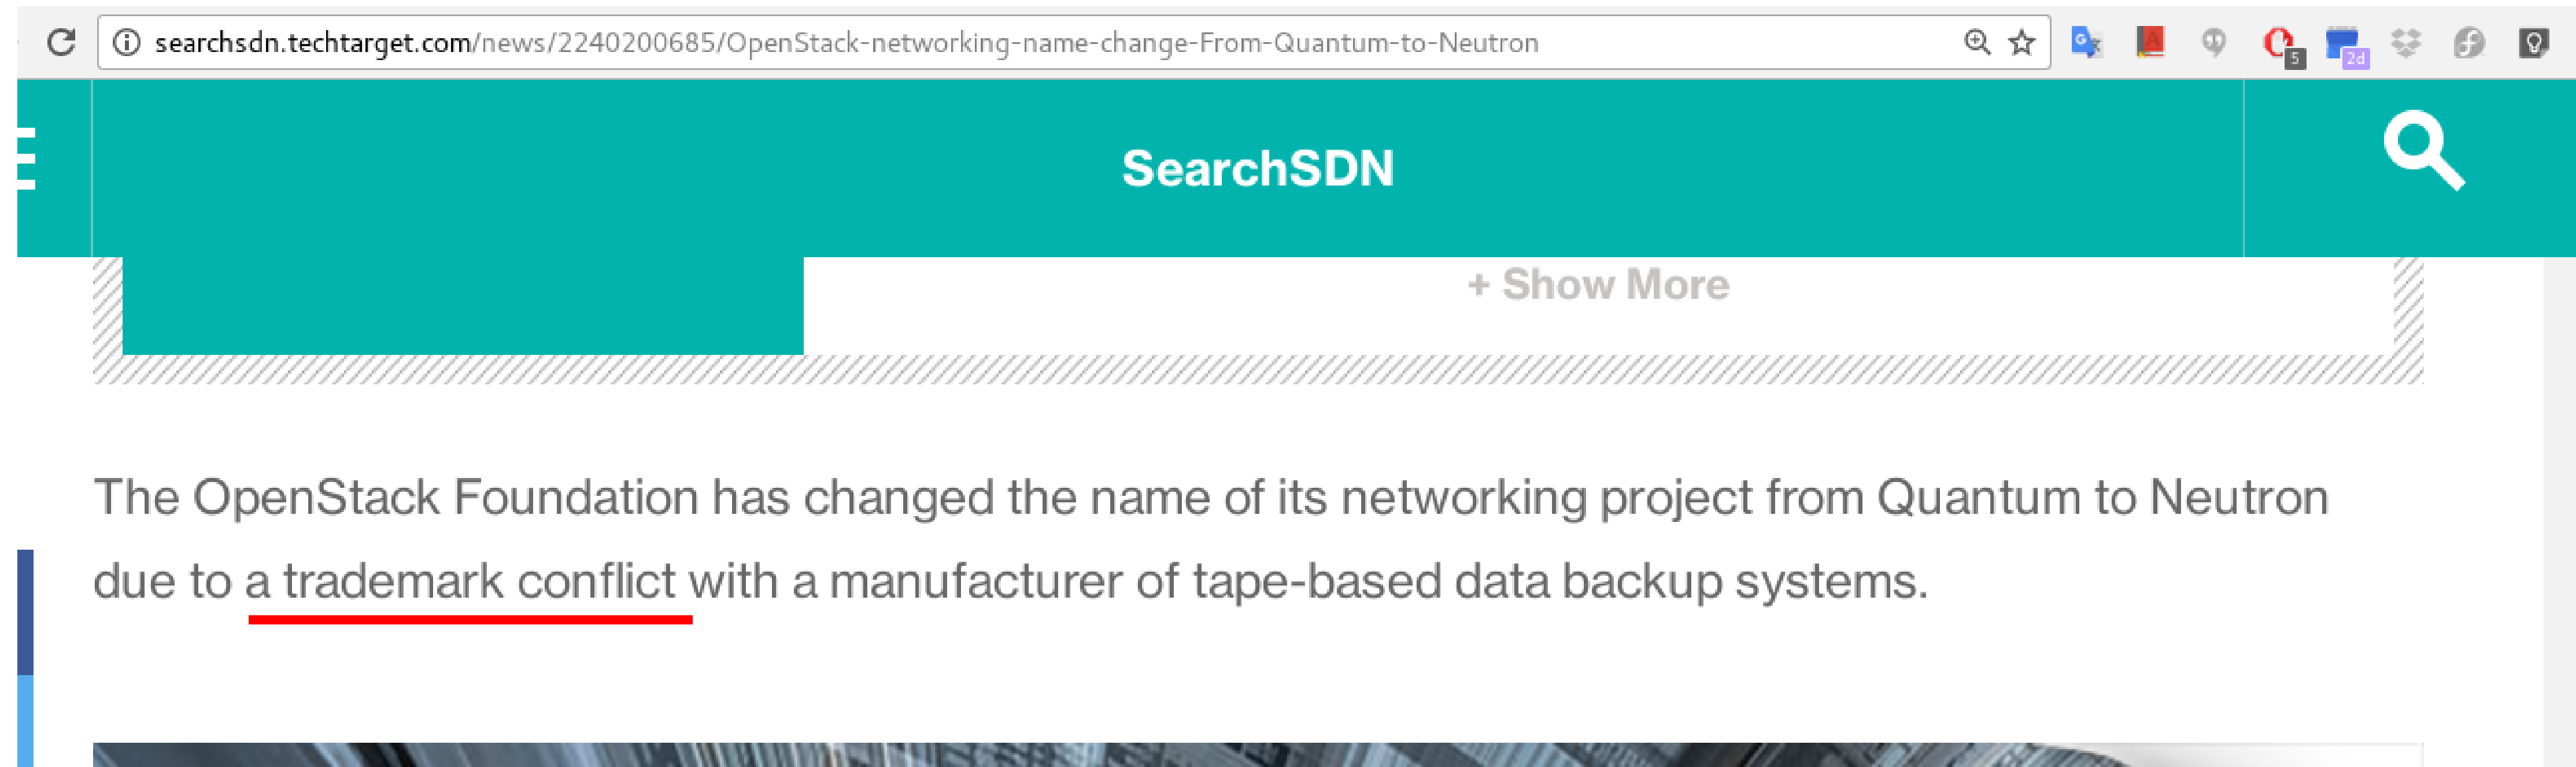 searchsdn.techtarget.com/news/2240200685/OpenStack-networking-name-change-From-Quantum-to-Neutron
5
2d
SearchSDN
+ Show More
The OpenStack Foundation has changed the name of its networking project from Quantum to Neutron
due to a trademark conflict with a manufacturer of tape-based data backup systems.